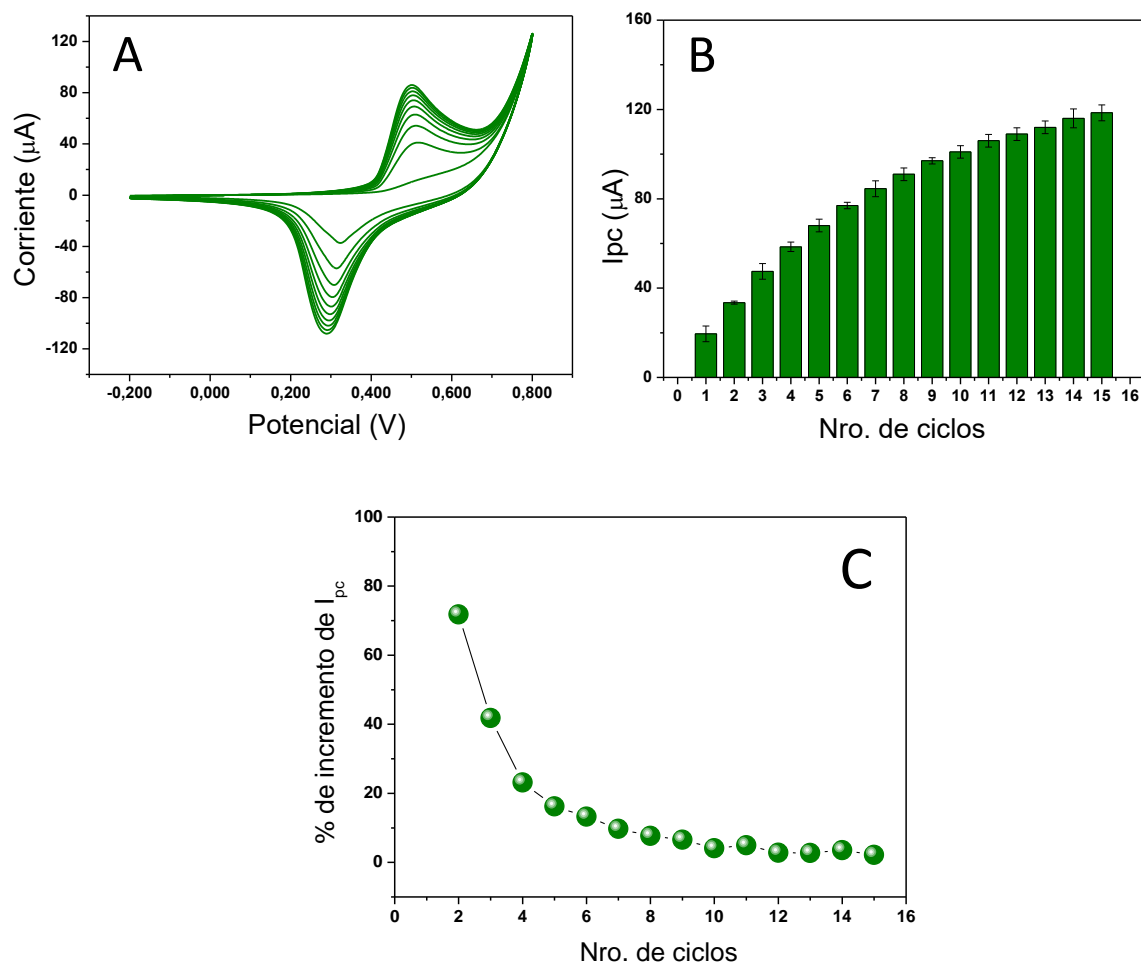 A
Corriente (μA)
120
80
40
0
-40
-80
-120
-0,200 0,000 0,200 0,400 0,600 0,800
Potencial (V)
B
Ipc (μA)
160
120
80
40
0
0 1 2 3 4 5 6 7 8 9 10 11 12 13 14 15 16
Nro. de ciclos
C
% de incremento de Ipc
100
80
60
40
20
0
0 2 4 6 8 10 12 14 16
Nro. de ciclos